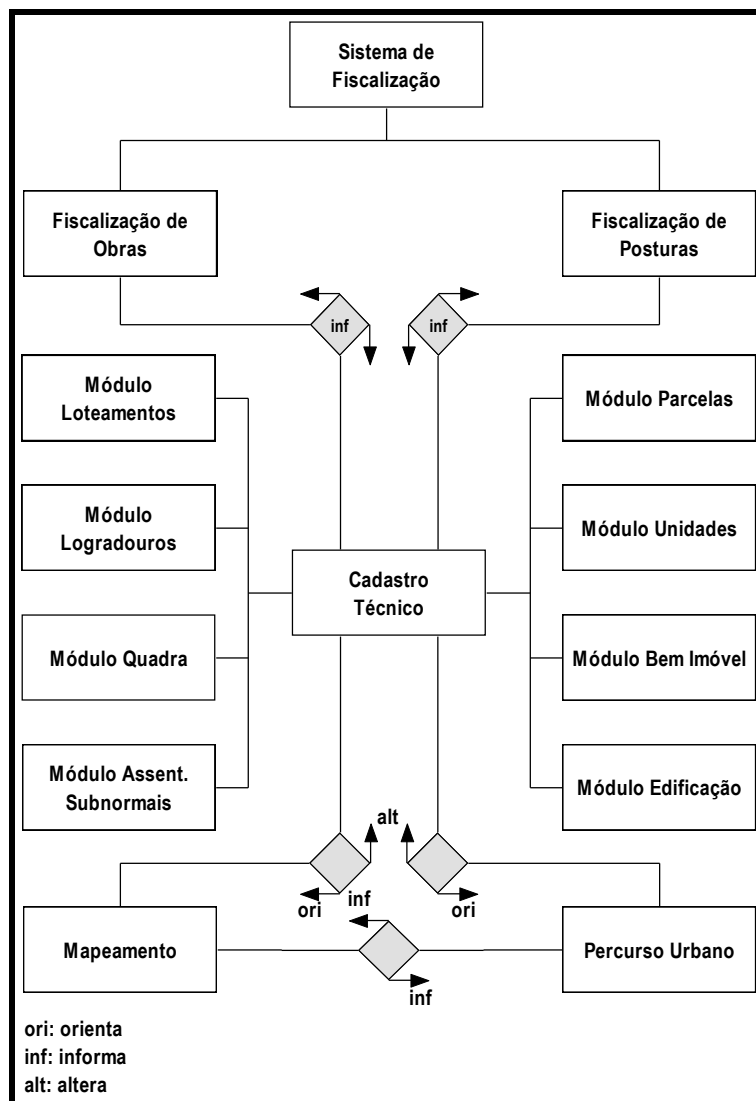 Sistema de
Fiscalização
Fiscalização de
Obras
Fiscalização de
Posturas
inf
inf
Módulo
Loteamentos
Módulo Parcelas
Módulo
Logradouros
Módulo Unidades
Cadastro
Técnico
Módulo Quadra
Módulo Bem Imóvel
Módulo Assent.
Subnormais
Módulo Edificação
alt
ori
inf
ori
Mapeamento
Percurso Urbano
inf
ori: orienta
inf: informa
alt: altera